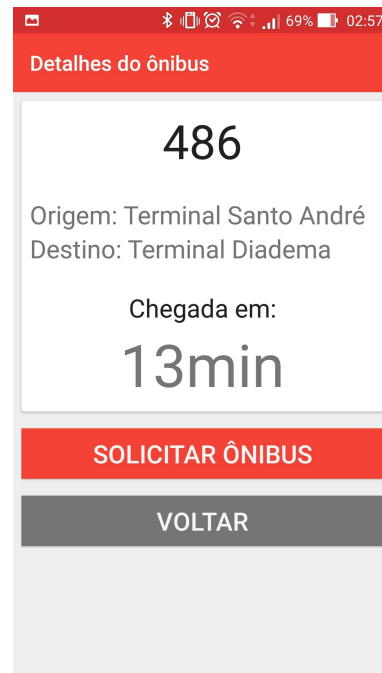 69% 02:57
Detalhes do ônibus
486
Origem: Terminal Santo André
Destino: Terminal Diadema
Chegada em:
13min
SOLICITAR ÔNIBUS
VOLTAR